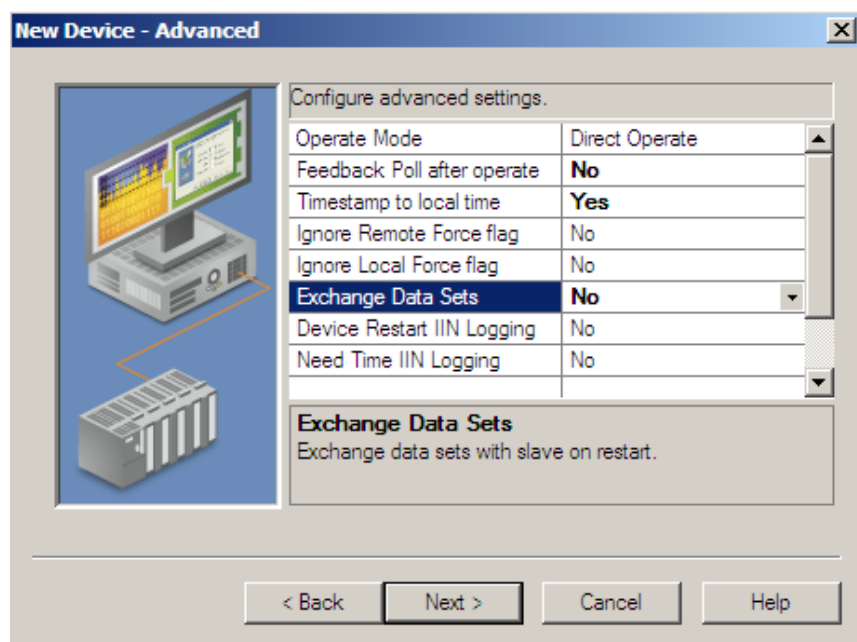 New Device - Advanced
Configure advanced settings.
Operate Mode Direct Operate
Feedback Poll after operate No
Timestamp to local time Yes
Ignore Remote Force flag No
Ignore Local Force flag No
Exchange Data Sets No
Device Restart IIN Logging No
Need Time IIN Logging No
Exchange Data Sets
Exchange data sets with slave on restart.
< Back Next > Cancel Help